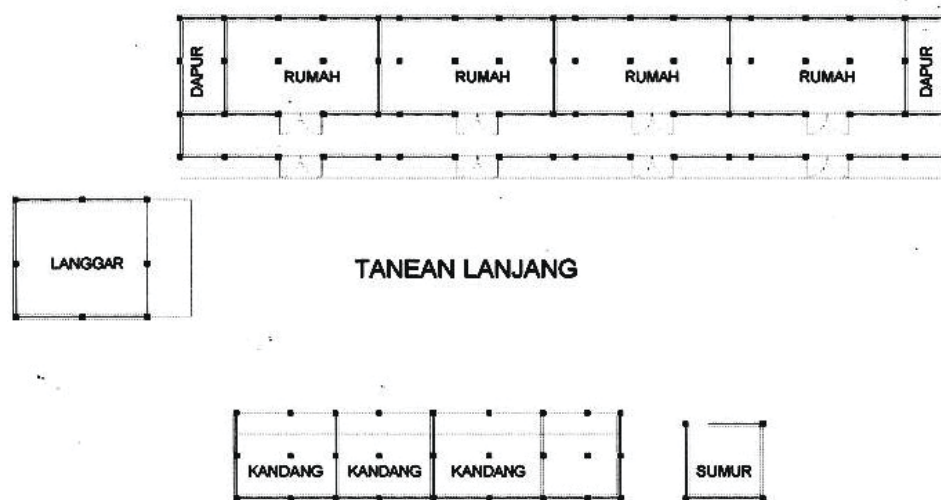 DAPUR
RUMAH
RUMAH
RUMAH
RUMAH
DAPUR
LANGGAR
TANEAN LANJANG
KANDANG
KANDANG
KANDANG
SUMUR